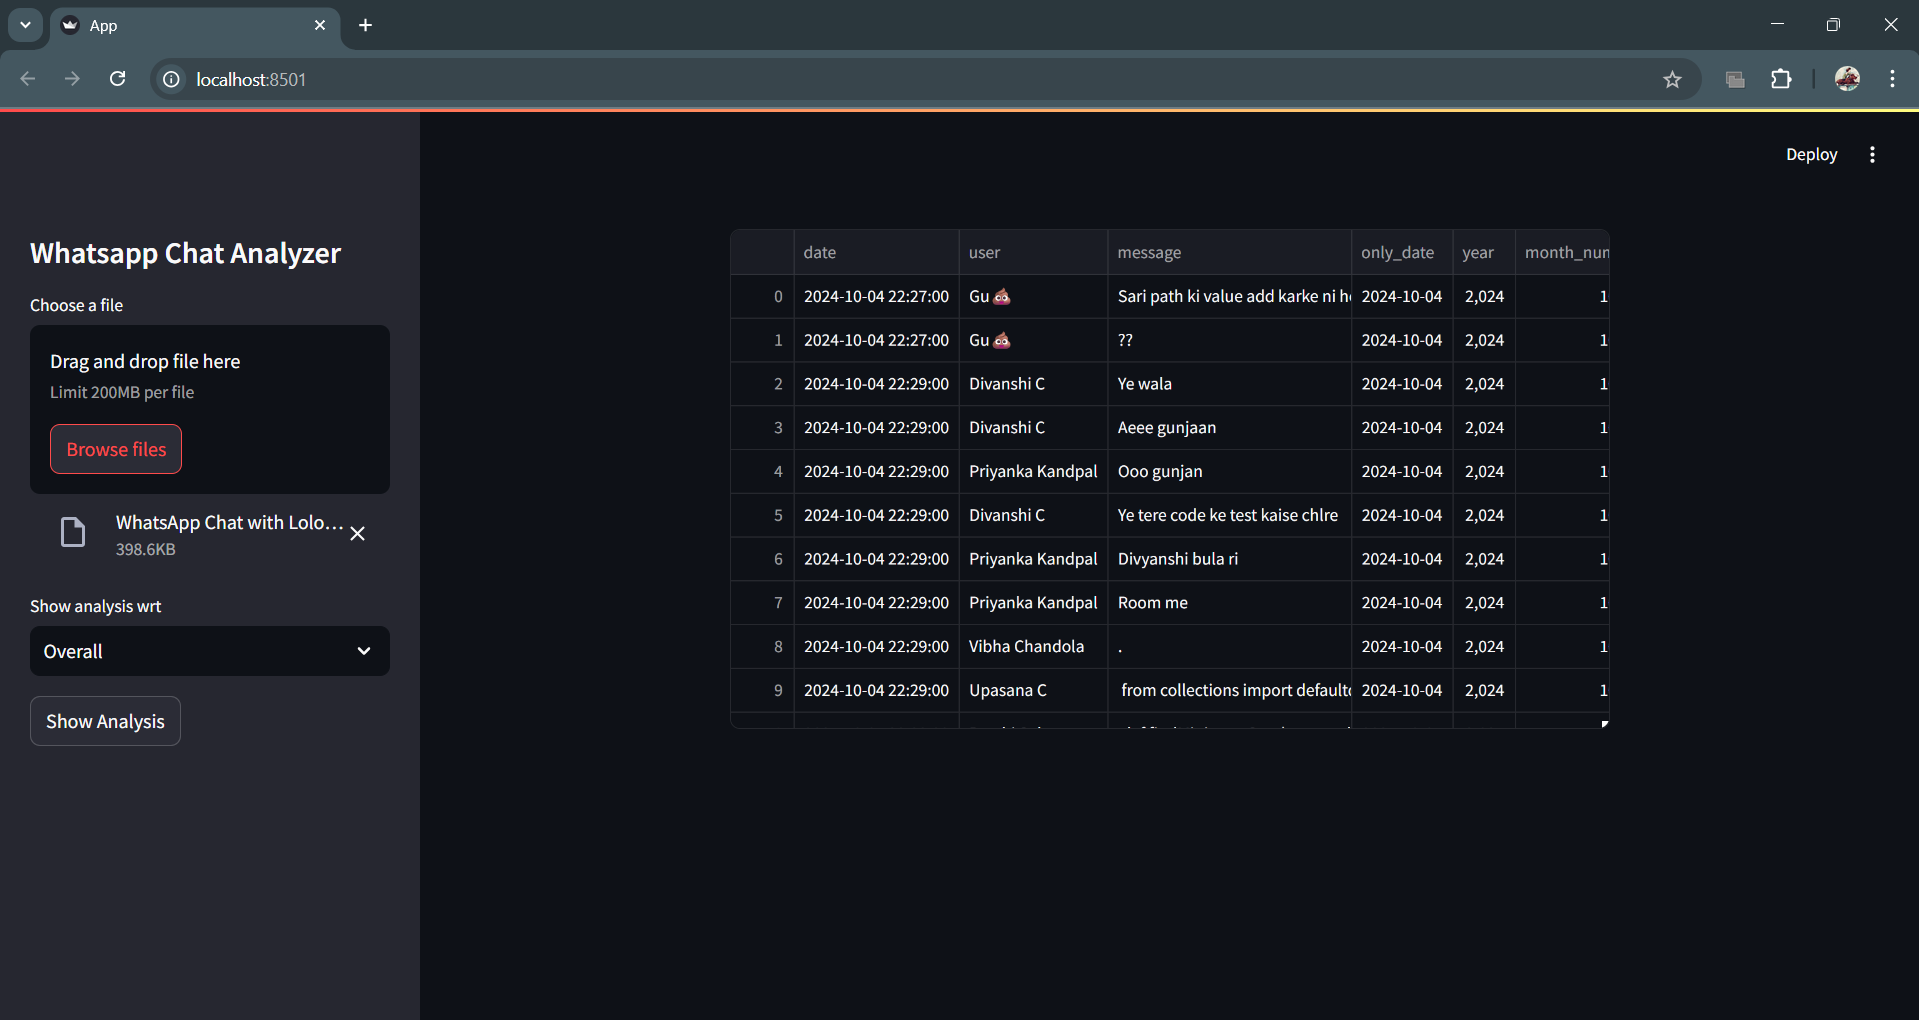 App
localhost:8501
Deploy
Whatsapp Chat Analyzer
Choose a file
Drag and drop file here
Limit 200MB per file
Browse files
WhatsApp Chat with Lolo...
398.6KB
Show analysis wrt
Overall
Show Analysis
date user message only_date year month_num
0 2024-10-04 22:27:00 Gu💩 Sari path ki value add karke ni 2024-10-04 2,024 1
1 2024-10-04 22:27:00 Gu💩 ?? 2024-10-04 2,024 1
2 2024-10-04 22:29:00 Divanshi C Ye wala 2024-10-04 2,024 1
3 2024-10-04 22:29:00 Divanshi C Aeee gunjaan 2024-10-04 2,024 1
4 2024-10-04 22:29:00 Priyanka Kandpal Ooo gunjan 2024-10-04 2,024 1
5 2024-10-04 22:29:00 Divanshi C Ye tere code ke test kaise chlre 2024-10-04 2,024 1
6 2024-10-04 22:29:00 Priyanka Kandpal Divyanshi bula ri 2024-10-04 2,024 1
7 2024-10-04 22:29:00 Priyanka Kandpal Room me 2024-10-04 2,024 1
8 2024-10-04 22:29:00 Vibha Chandola . 2024-10-04 2,024 1
9 2024-10-04 22:29:00 Upasana C from collections import defaultd 2024-10-04 2,024 1